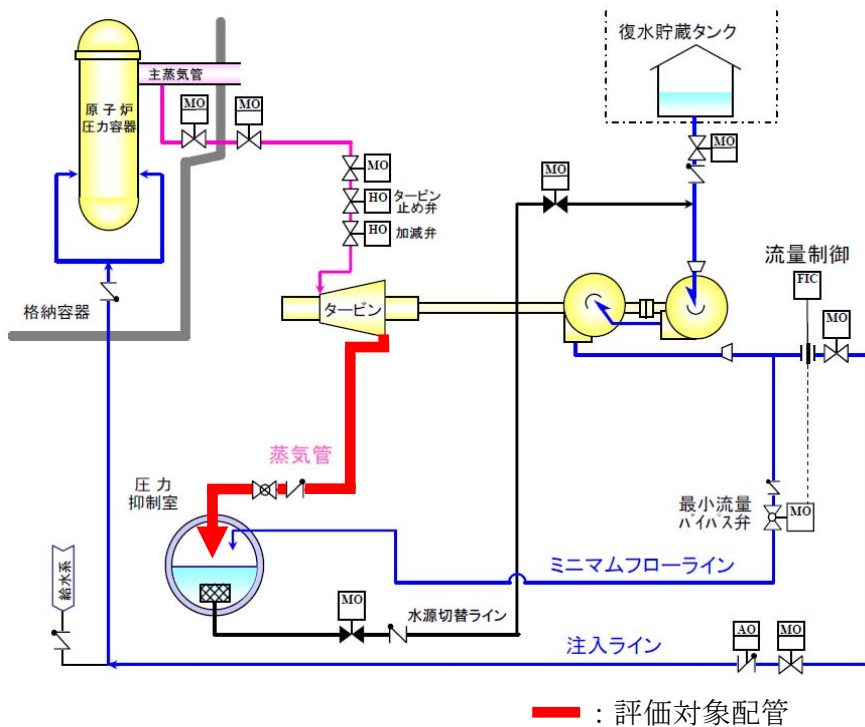 復水貯蔵タンク
主蒸気管
原子炉
圧力容器
MO
MO
MO
MO
MO
HO
タービン
止め弁
HO
加減弁
流量制御
FIC
MO
格納容器
タービン
蒸気管
圧力
抑制室
最小流量
バイパス弁
MO
ミニマムフローライン
給水系
MO
水源切替ライン
AO
MO
注入ライン
：評価対象配管